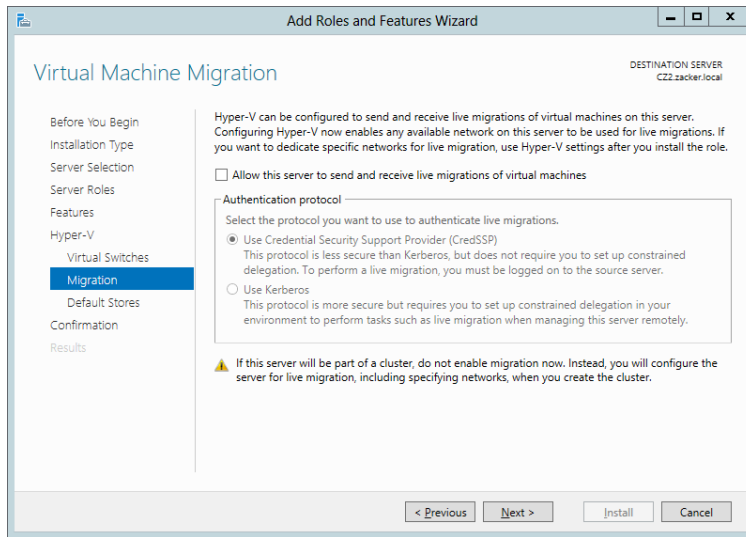 Add Roles and Features Wizard
Virtual Machine Migration
DESTINATION SERVER
CZ2.zacker.local
Before You Begin
Installation Type
Server Selection
Server Roles
Features
Hyper-V
Virtual Switches
Migration
Default Stores
Confirmation
Results
Hyper-V can be configured to send and receive live migrations of virtual machines on this server.
Configuring Hyper-V now enables any available network on this server to be used for live migrations. If
you want to dedicate specific networks for live migration, use Hyper-V settings after you install the role.
Allow this server to send and receive live migrations of virtual machines
Authentication protocol
Select the protocol you want to use to authenticate live migrations.
Use Credential Security Support Provider (CredSSP)
This protocol is less secure than Kerberos, but does not require you to set up constrained
delegation. To perform a live migration, you must be logged on to the source server.
Use Kerberos
This protocol is more secure but requires you to set up constrained delegation in your
environment to perform tasks such as live migration when managing this server remotely.
If this server will be part of a cluster, do not enable migration now. Instead, you will configure the
server for live migration, including specifying networks, when you create the cluster.
< Previous
Next >
Install
Cancel